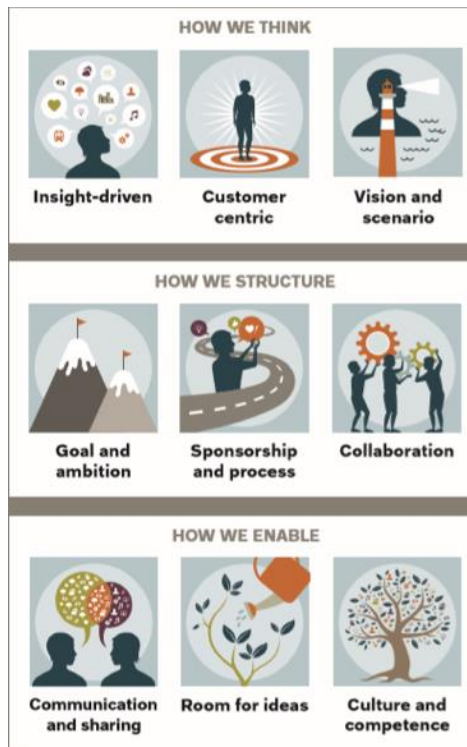 HOW WE THINK
Insight-driven
Customer
centric
Vision and
scenario
HOW WE STRUCTURE
Goal and
ambition
Sponsorship
and process
Collaboration
HOW WE ENABLE
Communication
and sharing
Room for ideas
Culture and
competence